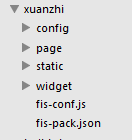 xuanzhi
config
page
static
widget
fis-conf.js
fis-pack.json